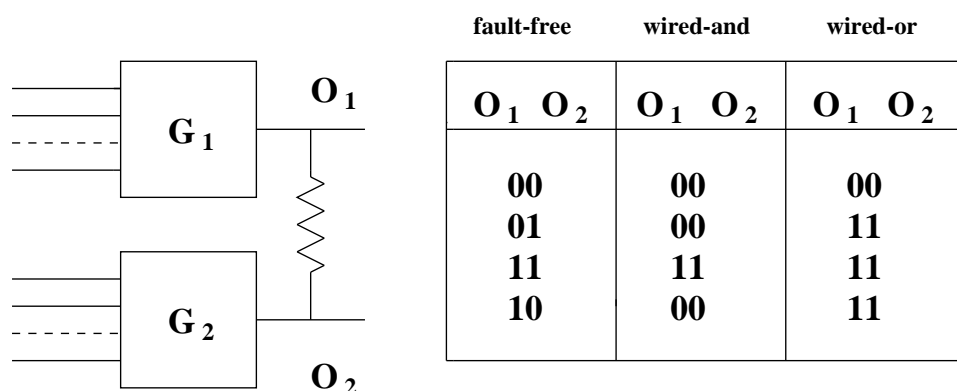 fault-free wired-and wired-or
O1 O2 O1 O2 O1 O2
00 00 00
01 00 11
11 11 11
10 00 11
O1
G1
G2
O2